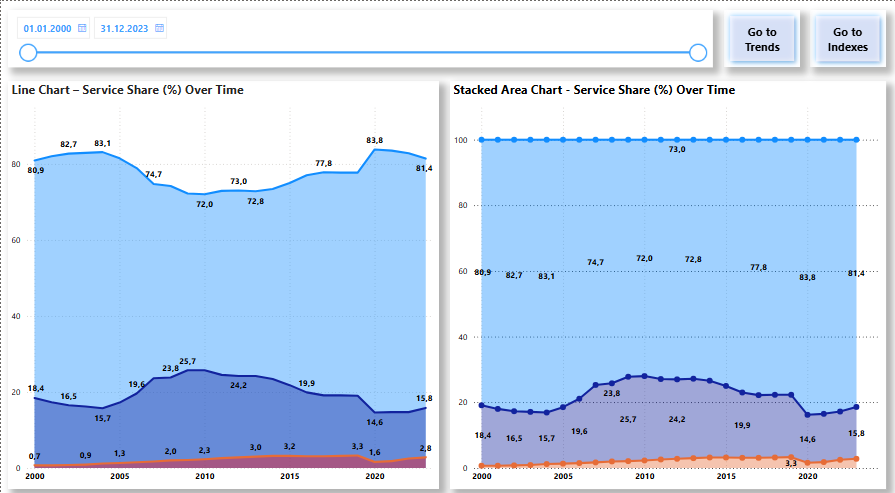 01.01.2000 31.12.2023
Go to
Trends
Go to
Indexes
Line Chart – Service Share (%) Over Time
80,9 82,7 83,1 74,7 72,0 73,0 72,8 77,8 83,8 81,4
18,4 16,5 15,7 19,6 23,8 25,7 24,2 19,9 14,6 15,8
0,7 0,9 1,3 2,0 2,3 3,0 3,2 3,3 1,6 2,8
80
60
40
20
0
2000 2005 2010 2015 2020
Stacked Area Chart - Service Share (%) Over Time
100
80
60
40
20
0
73,0
80,9 82,7 83,1 74,7 72,0 72,8 77,8 83,8 81,4
18,4 16,5 15,7 19,6 23,8 25,7 24,2 19,9 14,6 15,8
3,3
2000 2005 2010 2015 2020